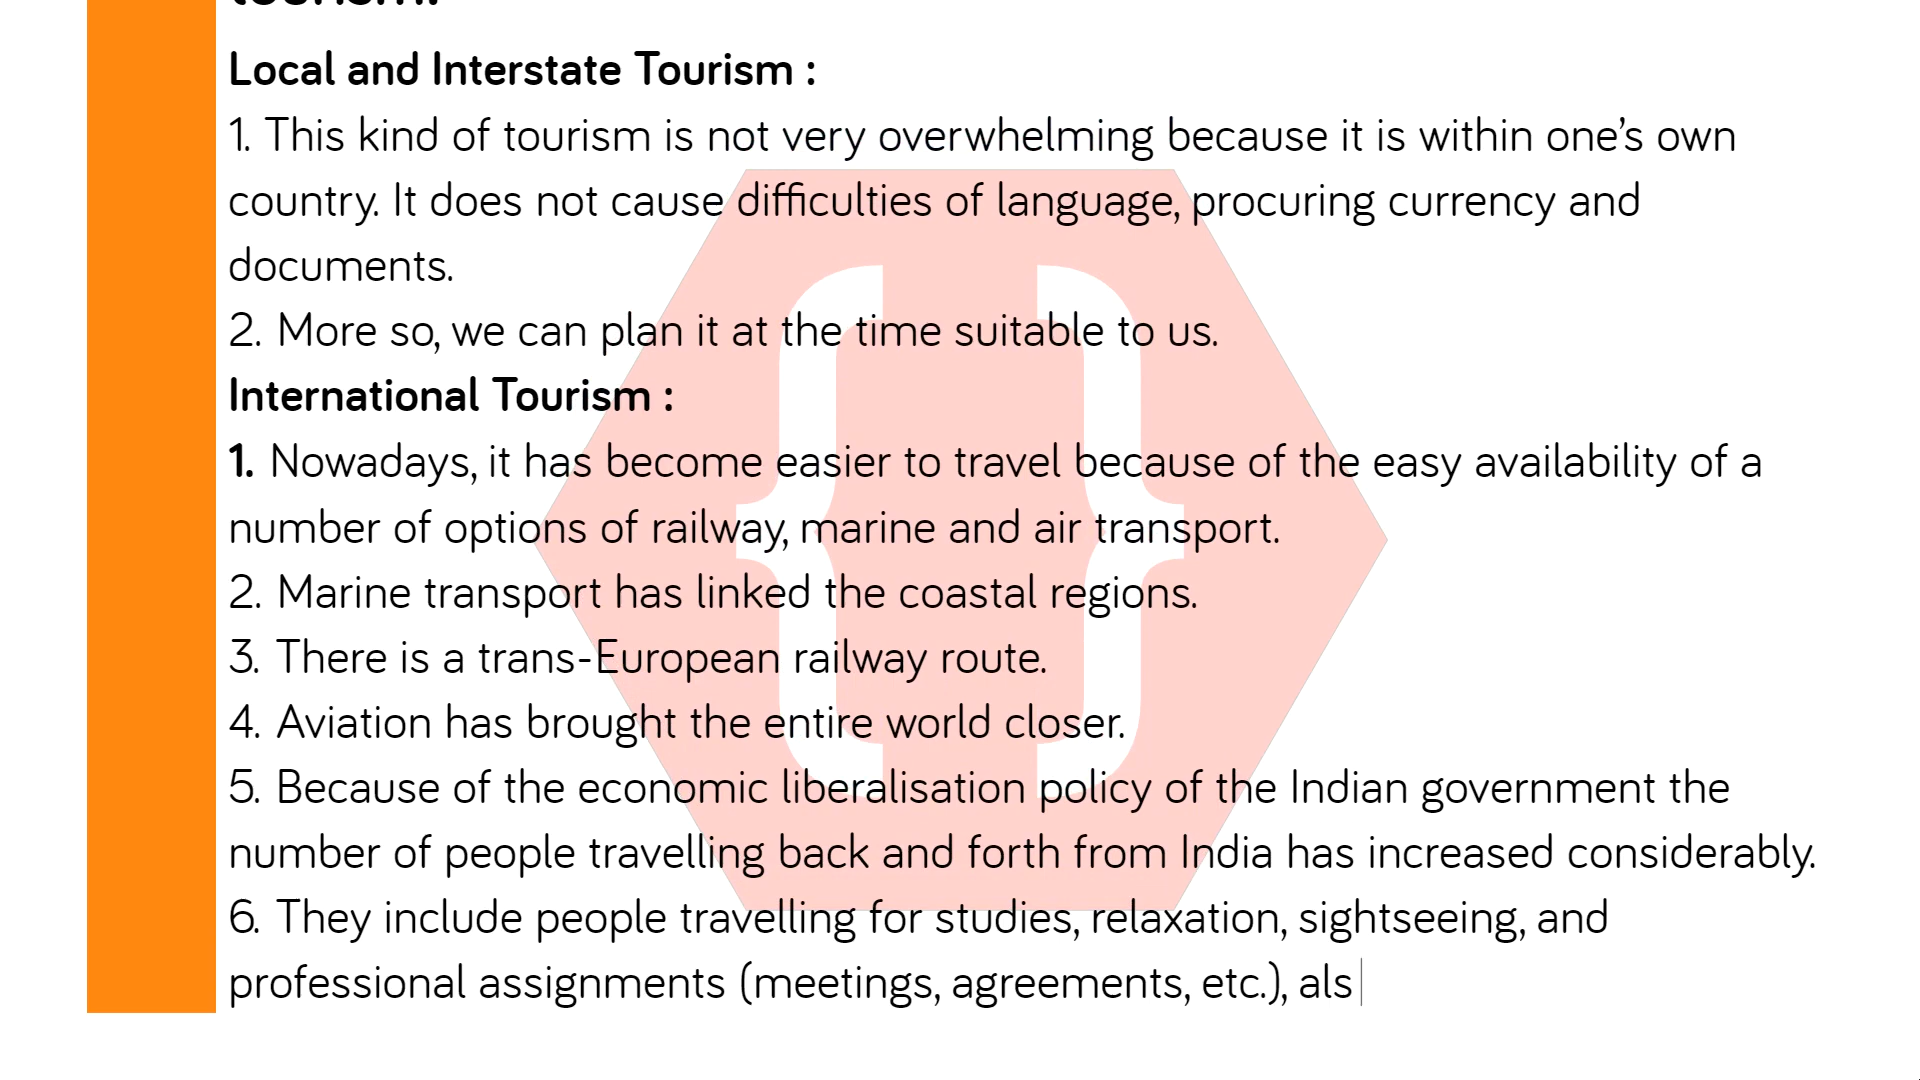 tourism.
Local and Interstate Tourism :
1. This kind of tourism is not very overwhelming because it is within one’s own
country. It does not cause difficulties of language, procuring currency and
documents.
2. More so, we can plan it at the time suitable to us.
International Tourism :
1. Nowadays, it has become easier to travel because of the easy availability of a
number of options of railway, marine and air transport.
2. Marine transport has linked the coastal regions.
3. There is a trans-European railway route.
4. Aviation has brought the entire world closer.
5. Because of the economic liberalisation policy of the Indian government the
number of people travelling back and forth from India has increased considerably.
6. They include people travelling for studies, relaxation, sightseeing, and
professional assignments (meetings, agreements, etc.), als